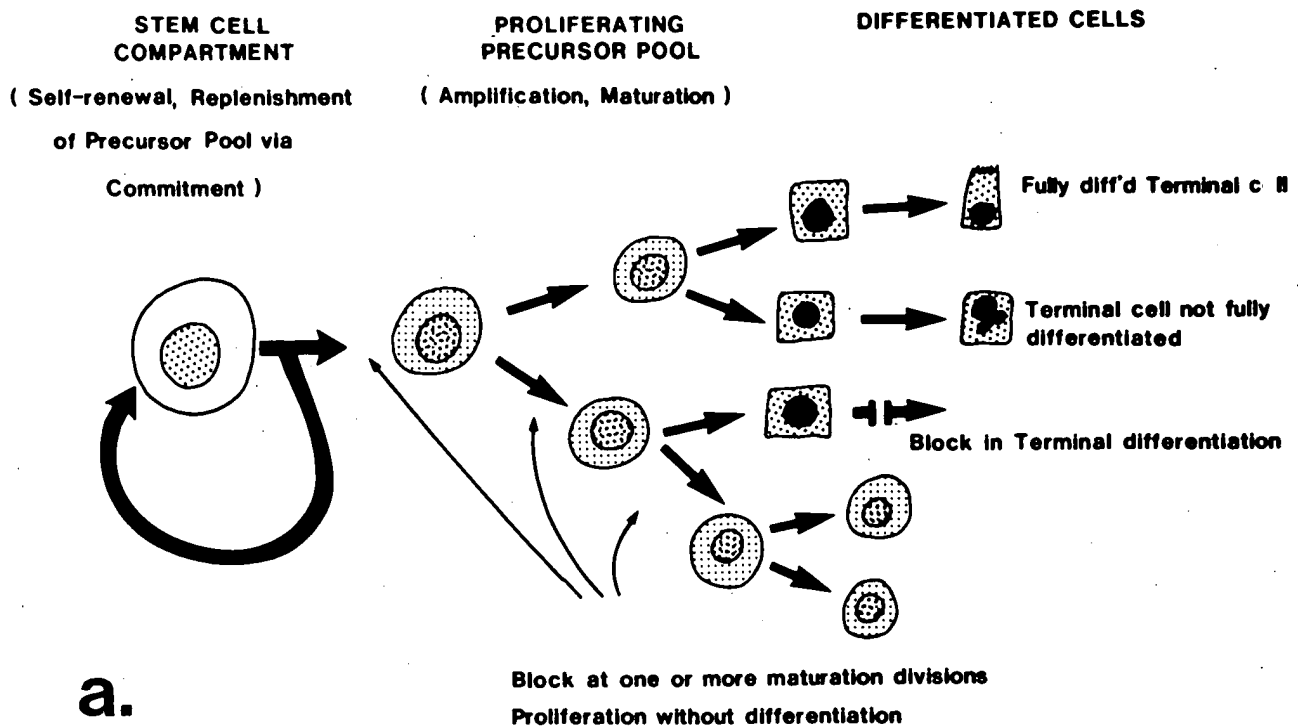 STEM CELL
COMPARTMENT
( Self-renewal, Replenishment
of Precursor Pool via
Commitment )
PROLIFERATING
PRECURSOR POOL
( Amplification, Maturation )
DIFFERENTIATED CELLS
Fully diff'd Terminal c ll
Terminal cell not fully
differentiated
Block in Terminal differentiation
Block at one or more maturation divisions
Proliferation without differentiation
a.